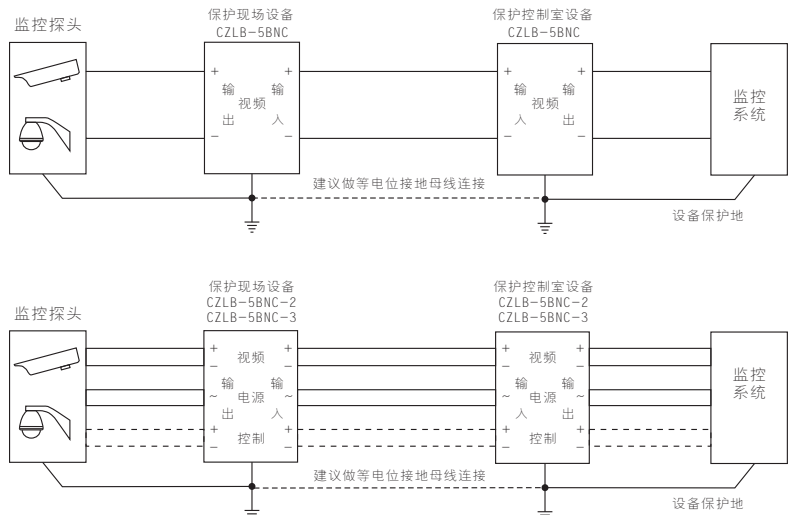 保护现场设备
CZLB-5BNC
保护控制室设备
CZLB-5BNC
监控探头
+ + + +
输 输 输 输
视频 视频
出 入 入 出
- - - -
监控
系统
建议做等电位接地母线连接
设备保护地
保护现场设备
CZLB-5BNC-2
CZLB-5BNC-3
保护控制室设备
CZLB-5BNC-2
CZLB-5BNC-3
监控探头
+ 视频 + + 视频 +
- - - -
输 输 输 输
~ 电源 ~ ~ 电源 ~
出 入 入 出
+ + + +
控制 控制
- - - -
监控
系统
建议做等电位接地母线连接
设备保护地